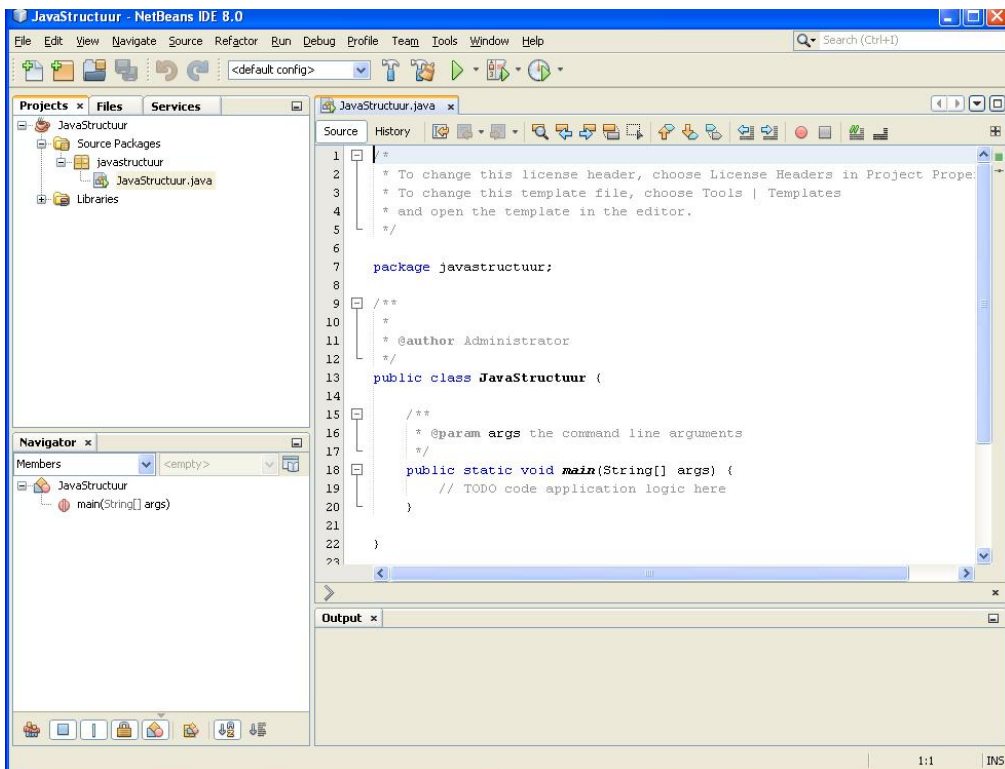 JavaStructuur - NetBeans IDE 8.0
File Edit View Navigate Source Refactor Run Debug Profile Team Tools Window Help
Search (Ctrl+I)
<default config>
Projects × Files Services
JavaStructuur
Source Packages
javastructuur
JavaStructuur.java
Libraries
Navigator ×
Members
<empty>
JavaStructuur
main(String[] args)
JavaStructuur.java ×
Source History
1 /*
2 * To change this license header, choose License Headers in Project Prope
3 * To change this template file, choose Tools | Templates
4 * and open the template in the editor.
5 */
6
7 package javastructuur;
8
9 /**
10 *
11 * @author Administrator
12 */
13 public class JavaStructuur {
14
15 /**
16 * @param args the command line arguments
17 */
18 public static void main(String[] args) {
19 // TODO code application logic here
20 }
21
22 }
23
Output ×
1:1 INS